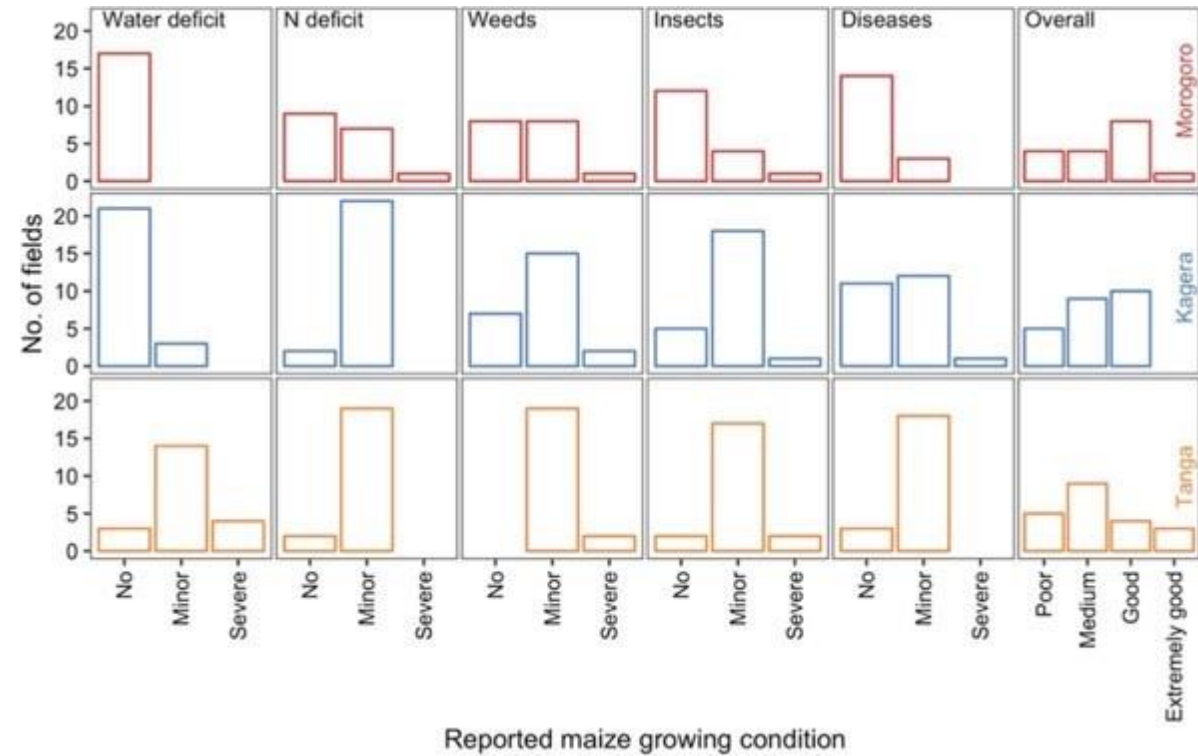 Water deficit N deficit Weeds Insects Diseases Overall
20
15
10
5
0
Morogoro
No. of fields
20
15
10
5
0
Kagera
20
15
10
5
0
Tanga
No Minor Severe No Minor Severe No Minor Severe No Minor Severe No Minor Severe Poor Medium Good Extremely good
Reported maize growing condition